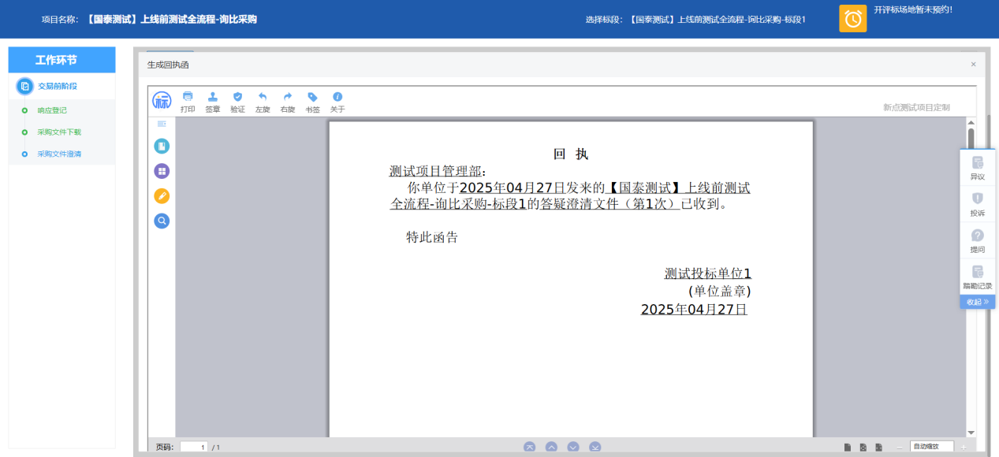 项目名称: 【国泰测试】上线前测试全流程-询比采购
选择标段: 【国泰测试】上线前测试全流程-询比采购-标段1
开评标场地暂未预约!
工作环节
交易前阶段
响应登记
采购文件下载
采购文件澄清
生成回执函
×
标
打印 签章 验证 左旋 右旋 书签 关于
新点测试项目定制
回 执
测试项目管理部:
你单位于2025年04月27日发来的【国泰测试】上线前测试
全流程-询比采购-标段1的答疑澄清文件（第1次）已收到。
特此函告
测试投标单位1
(单位盖章)
2025年04月27日
异议
投诉
提问
踏勘记录
收起 »
页码: 1 / 1
自动缩放